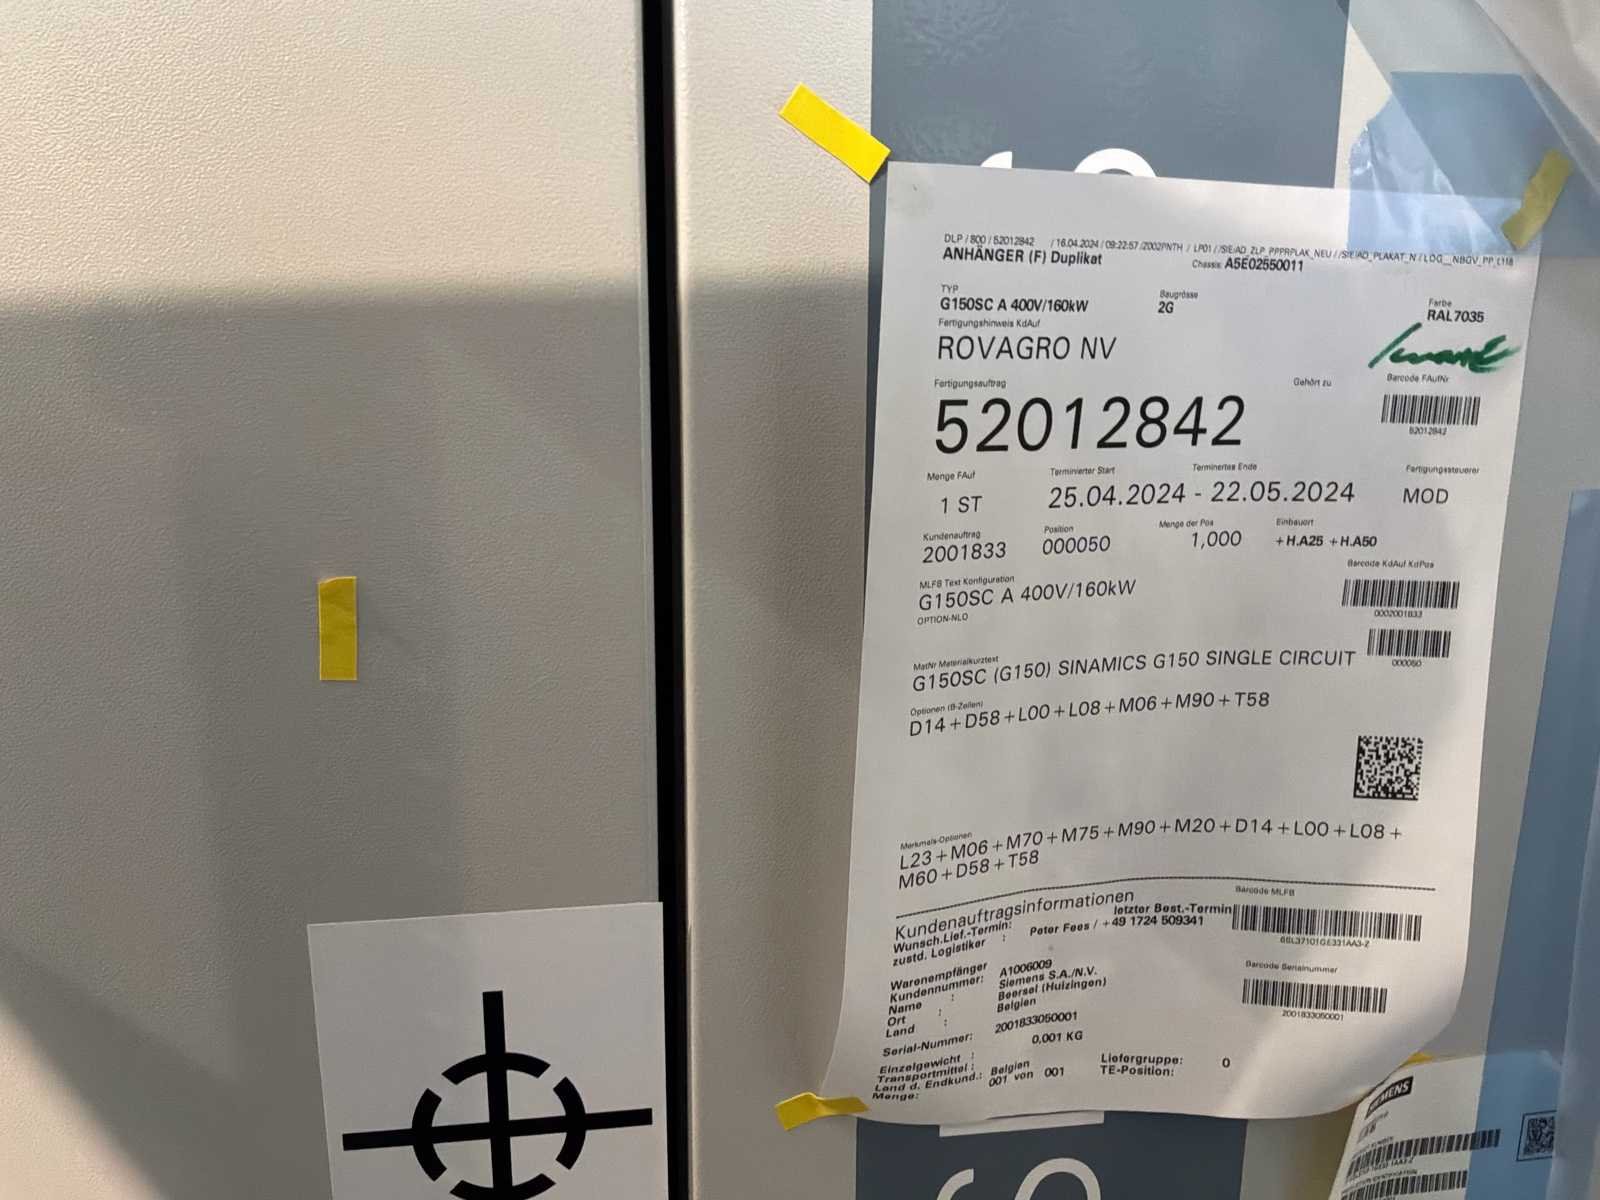 DLP / 800 / 52012842 / 16.04.2024 / 09:22:57 /2002PNTH / LP01 / /SIE/AD_ZLP_PPPRPLAK_NEU / /SIE/AD_PLAKAT_N / LOG__NBGV_PP_L118
ANHÄNGER (F) Duplikat
Chassis: A5E02550011
TYP
G150SC A 400V/160kW
Baugrösse
2G
Farbe
RAL7035
Fertigungshinweis KdAuf
ROVAGRO NV
Fertigungsauftrag
52012842
Gehört zu
Barcode FAufNr
52012842
Menge FAuf
1 ST
Terminierter Start
Terminertes Ende
25.04.2024 - 22.05.2024
Fertigungssteuerer
MOD
Kundenauftrag
2001833
Position
000050
Menge der Pos
1,000
Einbauort
+H.A25 +H.A50
MLFB Text Konfiguration
G150SC A 400V/160kW
OPTION-NLO
Barcode KdAuf KdPos
0002001833
000050
MatNr Materialkurztext
G150SC (G150) SINAMICS G150 SINGLE CIRCUIT
Optionen (B-Zeilen)
D14+D58+L00+L08+M06+M90+T58
Merkmals-Optionen
L23+M06+M70+M75+M90+M20+D14+L00+L08+
M60+D58+T58
Kundenauftragsinformationen
Wunsch.Lief.-Termin: letzter Best.-Termin
zustd. Logistiker : Peter Fees / +49 1724 509341
Barcode MLFB
6SL37101GE331AA3-Z
Warenempfänger
Kundennummer: A1006009
Name : Siemens S.A./N.V.
Ort : Beersel (Huizingen)
Land : Belgien
Barcode Serialnummer
2001833050001
Serial-Nummer: 2001833050001
Einzelgewicht : 0,001 KG
Transportmittel :
Land d. Endkund.: Belgien
Menge: 001 von 001
Liefergruppe: 0
TE-Position:
SIEMENS